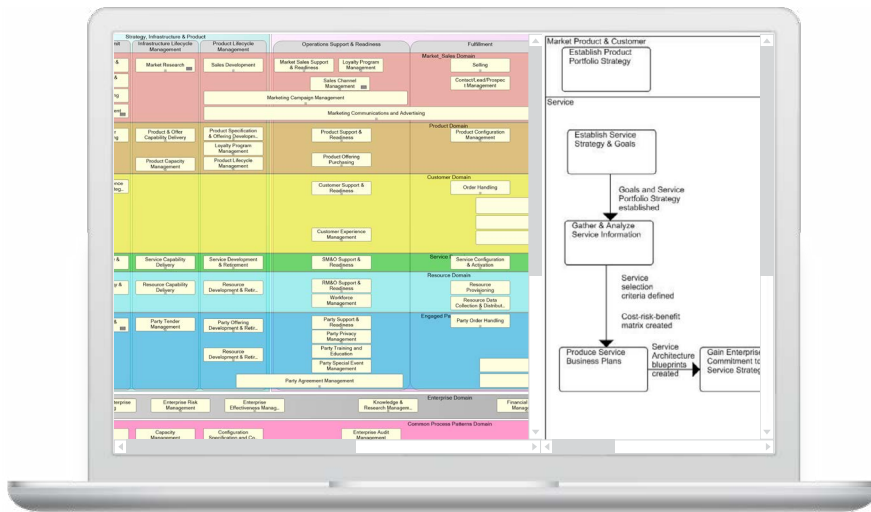 Strategy, Infrastructure & Product
Infrastructure Lifecycle
Management
Product Lifecycle
Management
Operations Support & Readiness
Fulfillment
Market_Sales Domain
Market Research
Sales Development
Market Sales Support
& Readiness
Loyalty Program
Management
Selling
Sales Channel
Management
Contact/Lead/Prospec
t Management
Marketing Campaign Management
Marketing Communications and Advertising
Product Domain
Product & Offer
Capability Delivery
Product Specification
& Offering Developm..
Product Support &
Readiness
Product Configuration
Management
Loyalty Program
Management
Product Capacity
Management
Product Lifecycle
Management
Product Offering
Purchasing
Customer Domain
Customer Support &
Readiness
Order Handling
Customer Experience
Management
Service Capability
Delivery
Service Development
& Retirement
SM&O Support &
Readiness
Service Configuration
& Activation
Resource Domain
Resource Capability
Delivery
Resource
Development & Retir..
RM&O Support &
Readiness
Resource
Provisioning
Workforce
Management
Resource Data
Collection & Distribut..
Party Tender
Management
Party Offering
Development & Retir..
Party Support &
Readiness
Party Order Handling
Party Privacy
Management
Resource
Development & Retir..
Party Training and
Education
Party Special Event
Management
Party Agreement Management
Enterprise Domain
Enterprise Risk
Management
Enterprise
Effectiveness Manag..
Knowledge &
Research Managem..
Financial
Common Process Patterns Domain
Capacity
Management
Configuration
Specification and Co..
Enterprise Audit
Management
Market Product & Customer
Establish Product
Portfolio Strategy
Service
Establish Service
Strategy & Goals
Goals and Service
Portfolio Strategy
established
Gather & Analyze
Service Information
Service
selection
criteria defined
Cost-risk-benefit
matrix created
Produce Service
Business Plans
Service
Architecture
blueprints
created
Gain Enterprise
Commitment to
Service Strateg